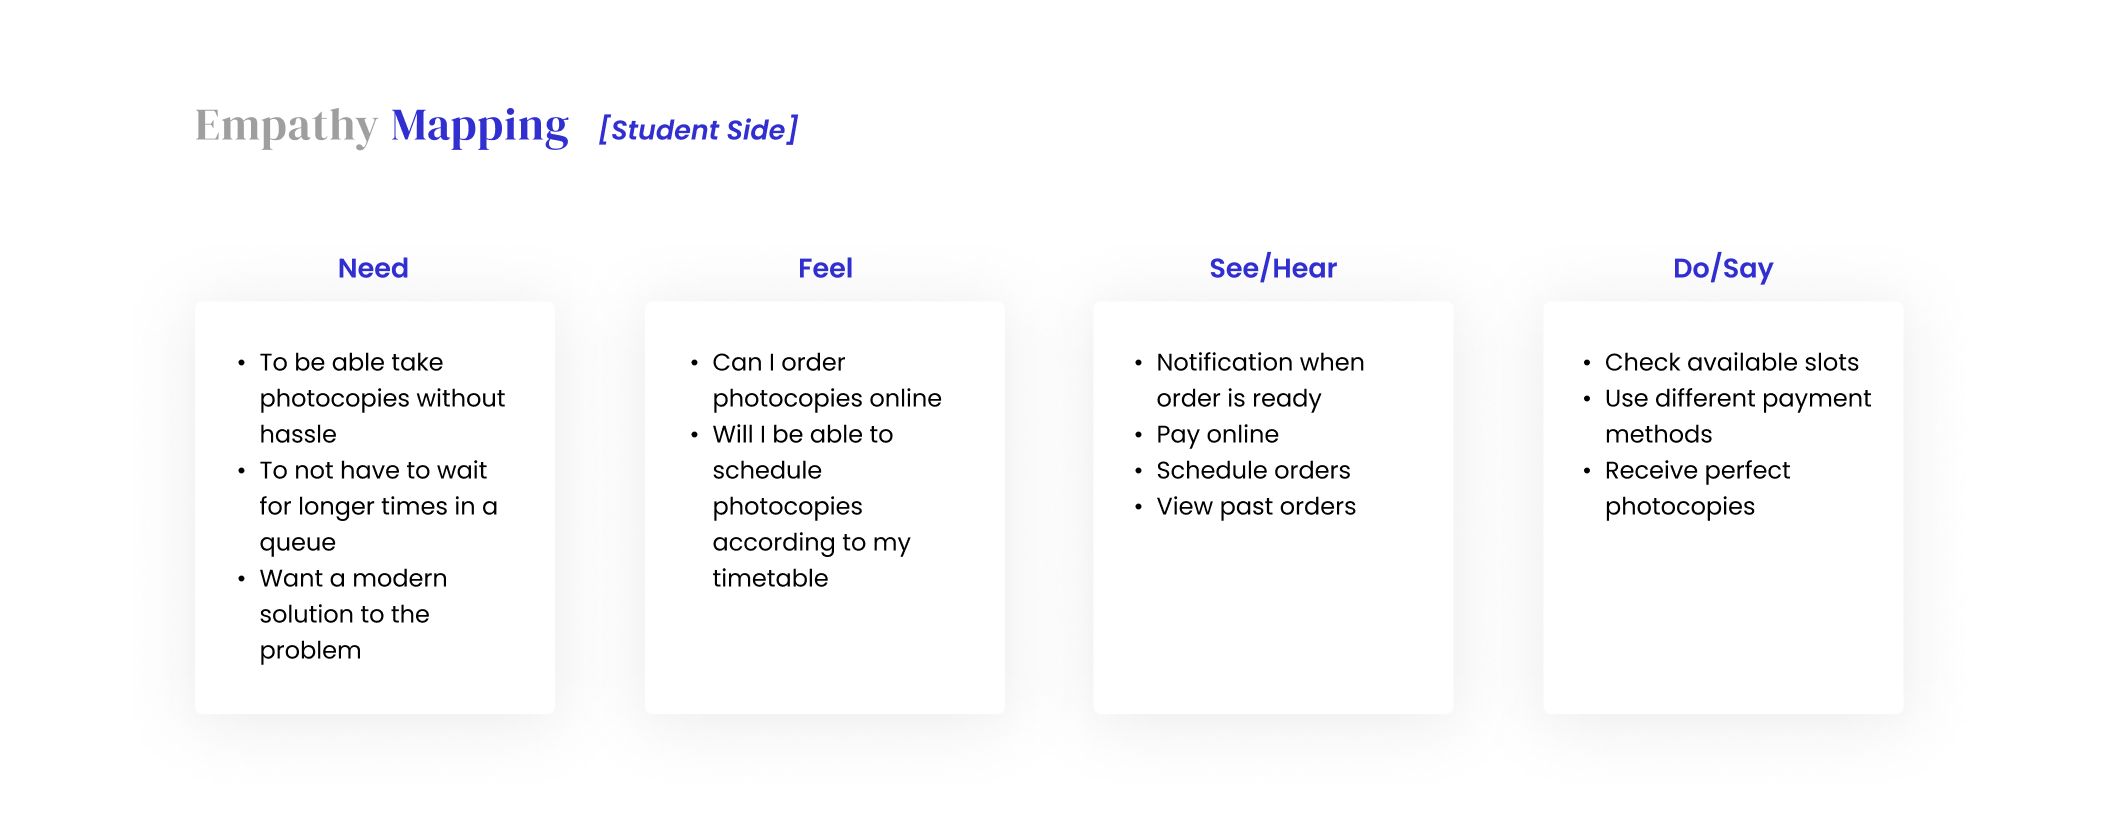 Empathy Mapping [Student Side]
Need
• To be able take
photocopies without
hassle
• To not have to wait
for longer times in a
queue
• Want a modern
solution to the
problem
Feel
• Can I order
photocopies online
• Will I be able to
schedule
photocopies
according to my
timetable
See/Hear
• Notification when
order is ready
• Pay online
• Schedule orders
• View past orders
Do/Say
• Check available slots
• Use different payment
methods
• Receive perfect
photocopies